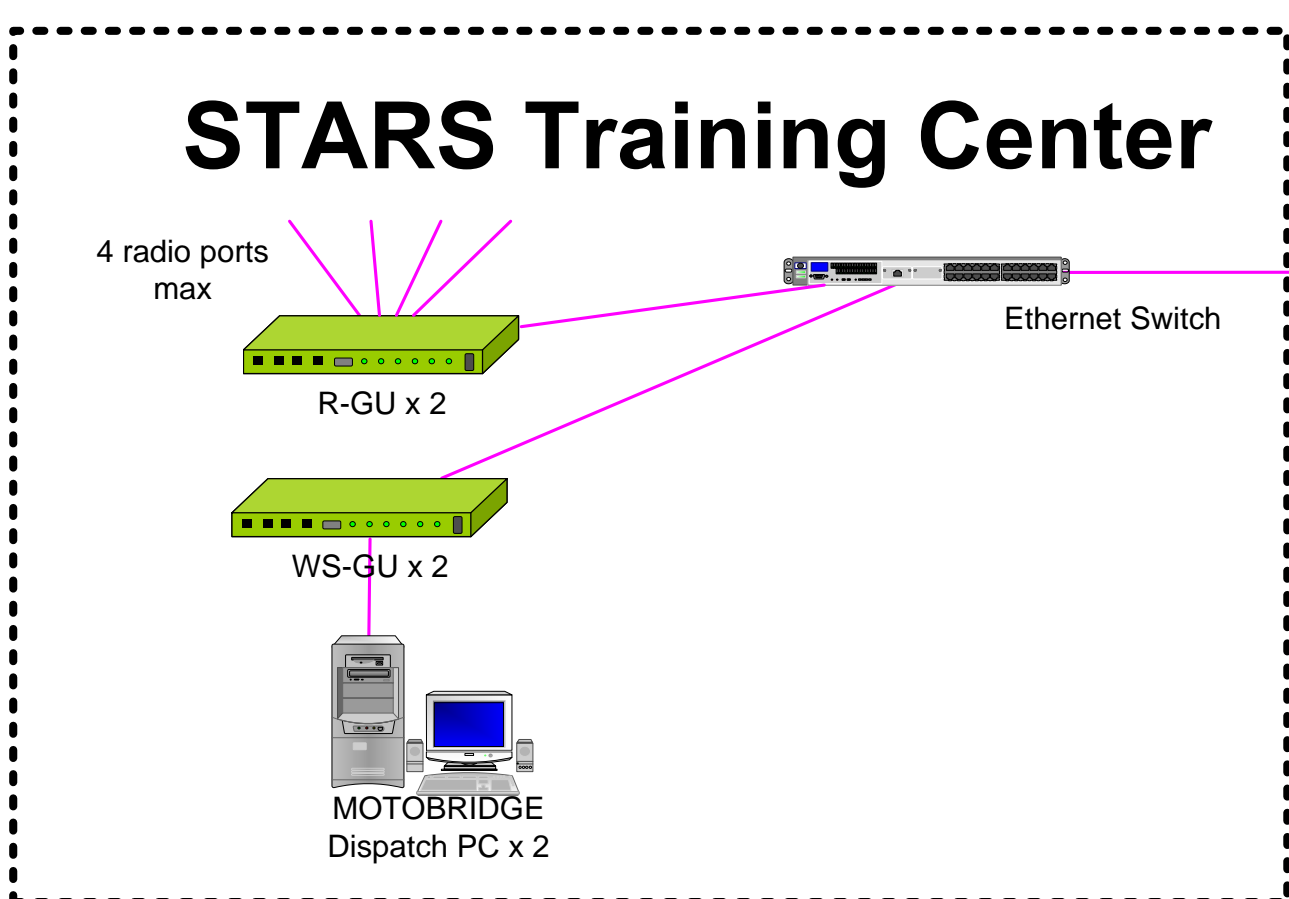 STARS Training Center
4 radio ports
max
Ethernet Switch
R-GU x 2
WS-GU x 2
MOTOBRIDGE
Dispatch PC x 2